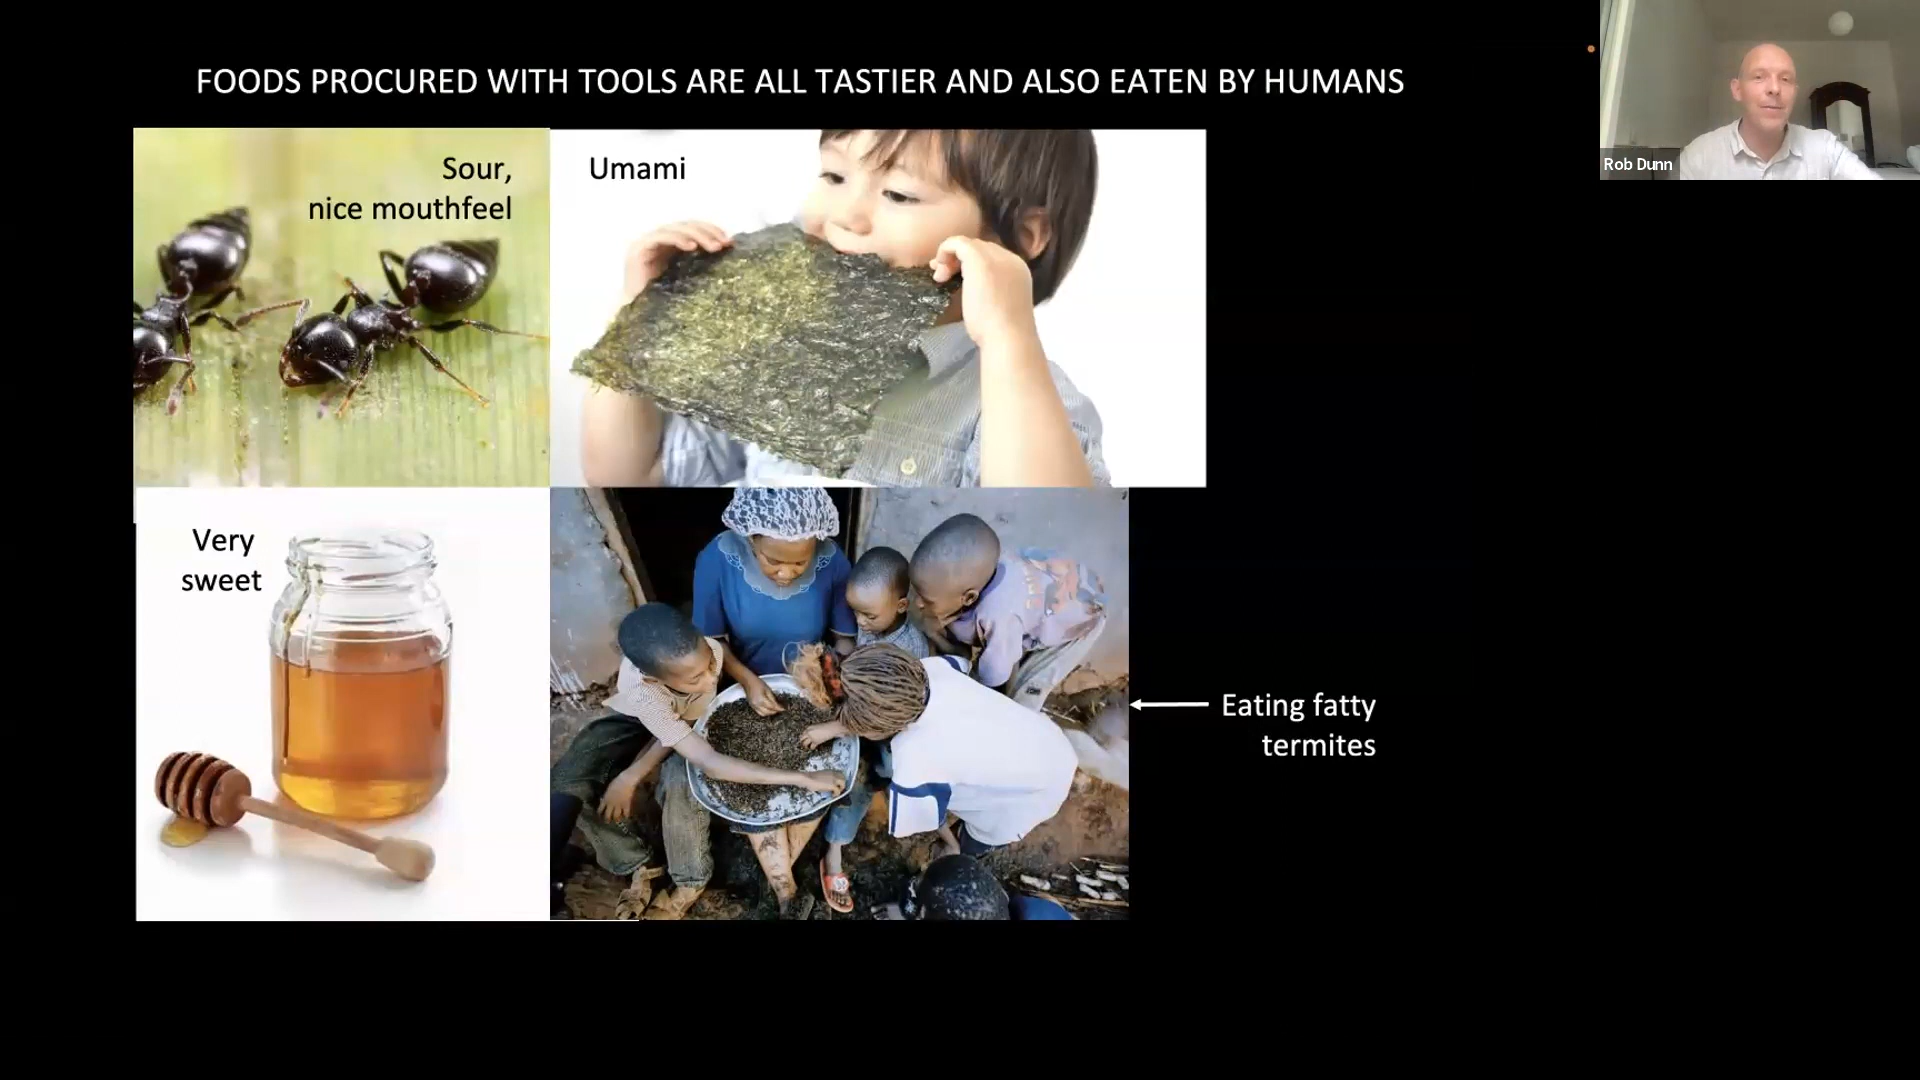 FOODS PROCURED WITH TOOLS ARE ALL TASTIER AND ALSO EATEN BY HUMANS
Rob Dunn
Sour,
nice mouthfeel
Umami
Very
sweet
Eating fatty
termites